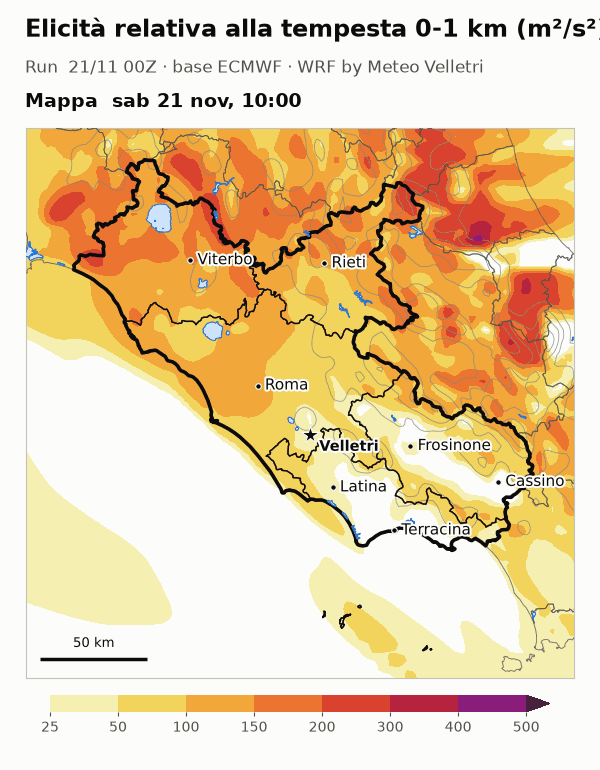 Elicità relativa alla tempesta 0-1 km (m²/s²)
Run  21/11 00Z · base ECMWF · WRF by Meteo Velletri
Mappa  sab 21 nov, 10:00
Viterbo
Rieti
Roma
Velletri
Frosinone
Cassino
Latina
Terracina
50 km
25 50 100 150 200 300 400 500